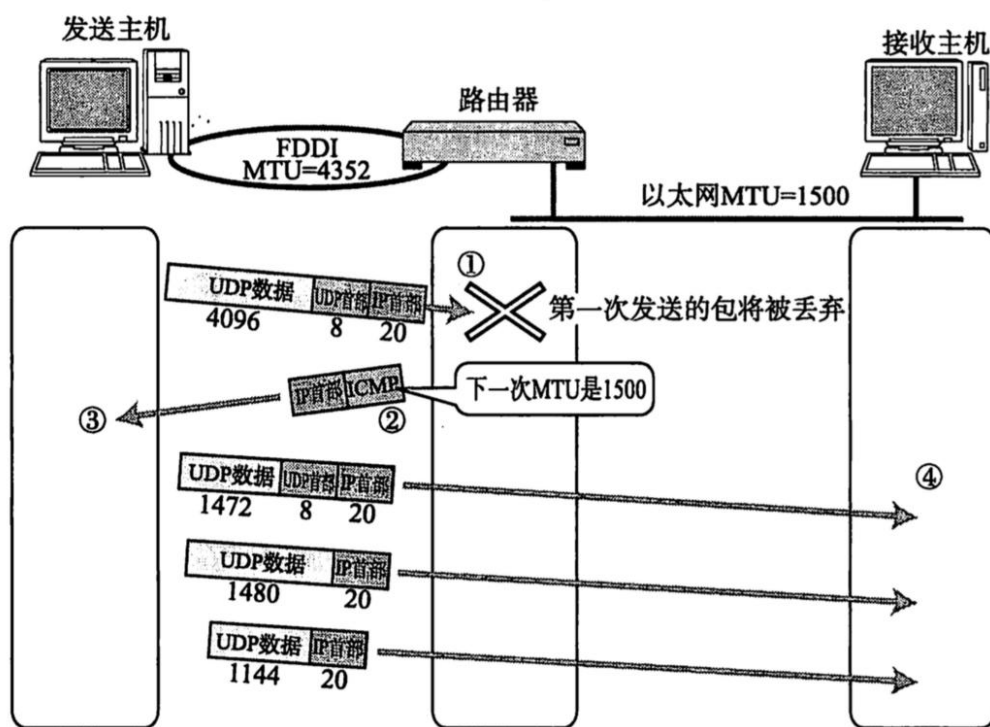 发送主机
接收主机
路由器
FDDI
MTU=4352
以太网MTU=1500
①
UDP数据 UDP首部 IP首部
4096 8 20
第一次发送的包将被丢弃
IP首部 ICMP
下一次MTU是1500
③
②
UDP数据 UDP首部 IP首部
1472 8 20
④
UDP数据 IP首部
1480 20
UDP数据 IP首部
1144 20